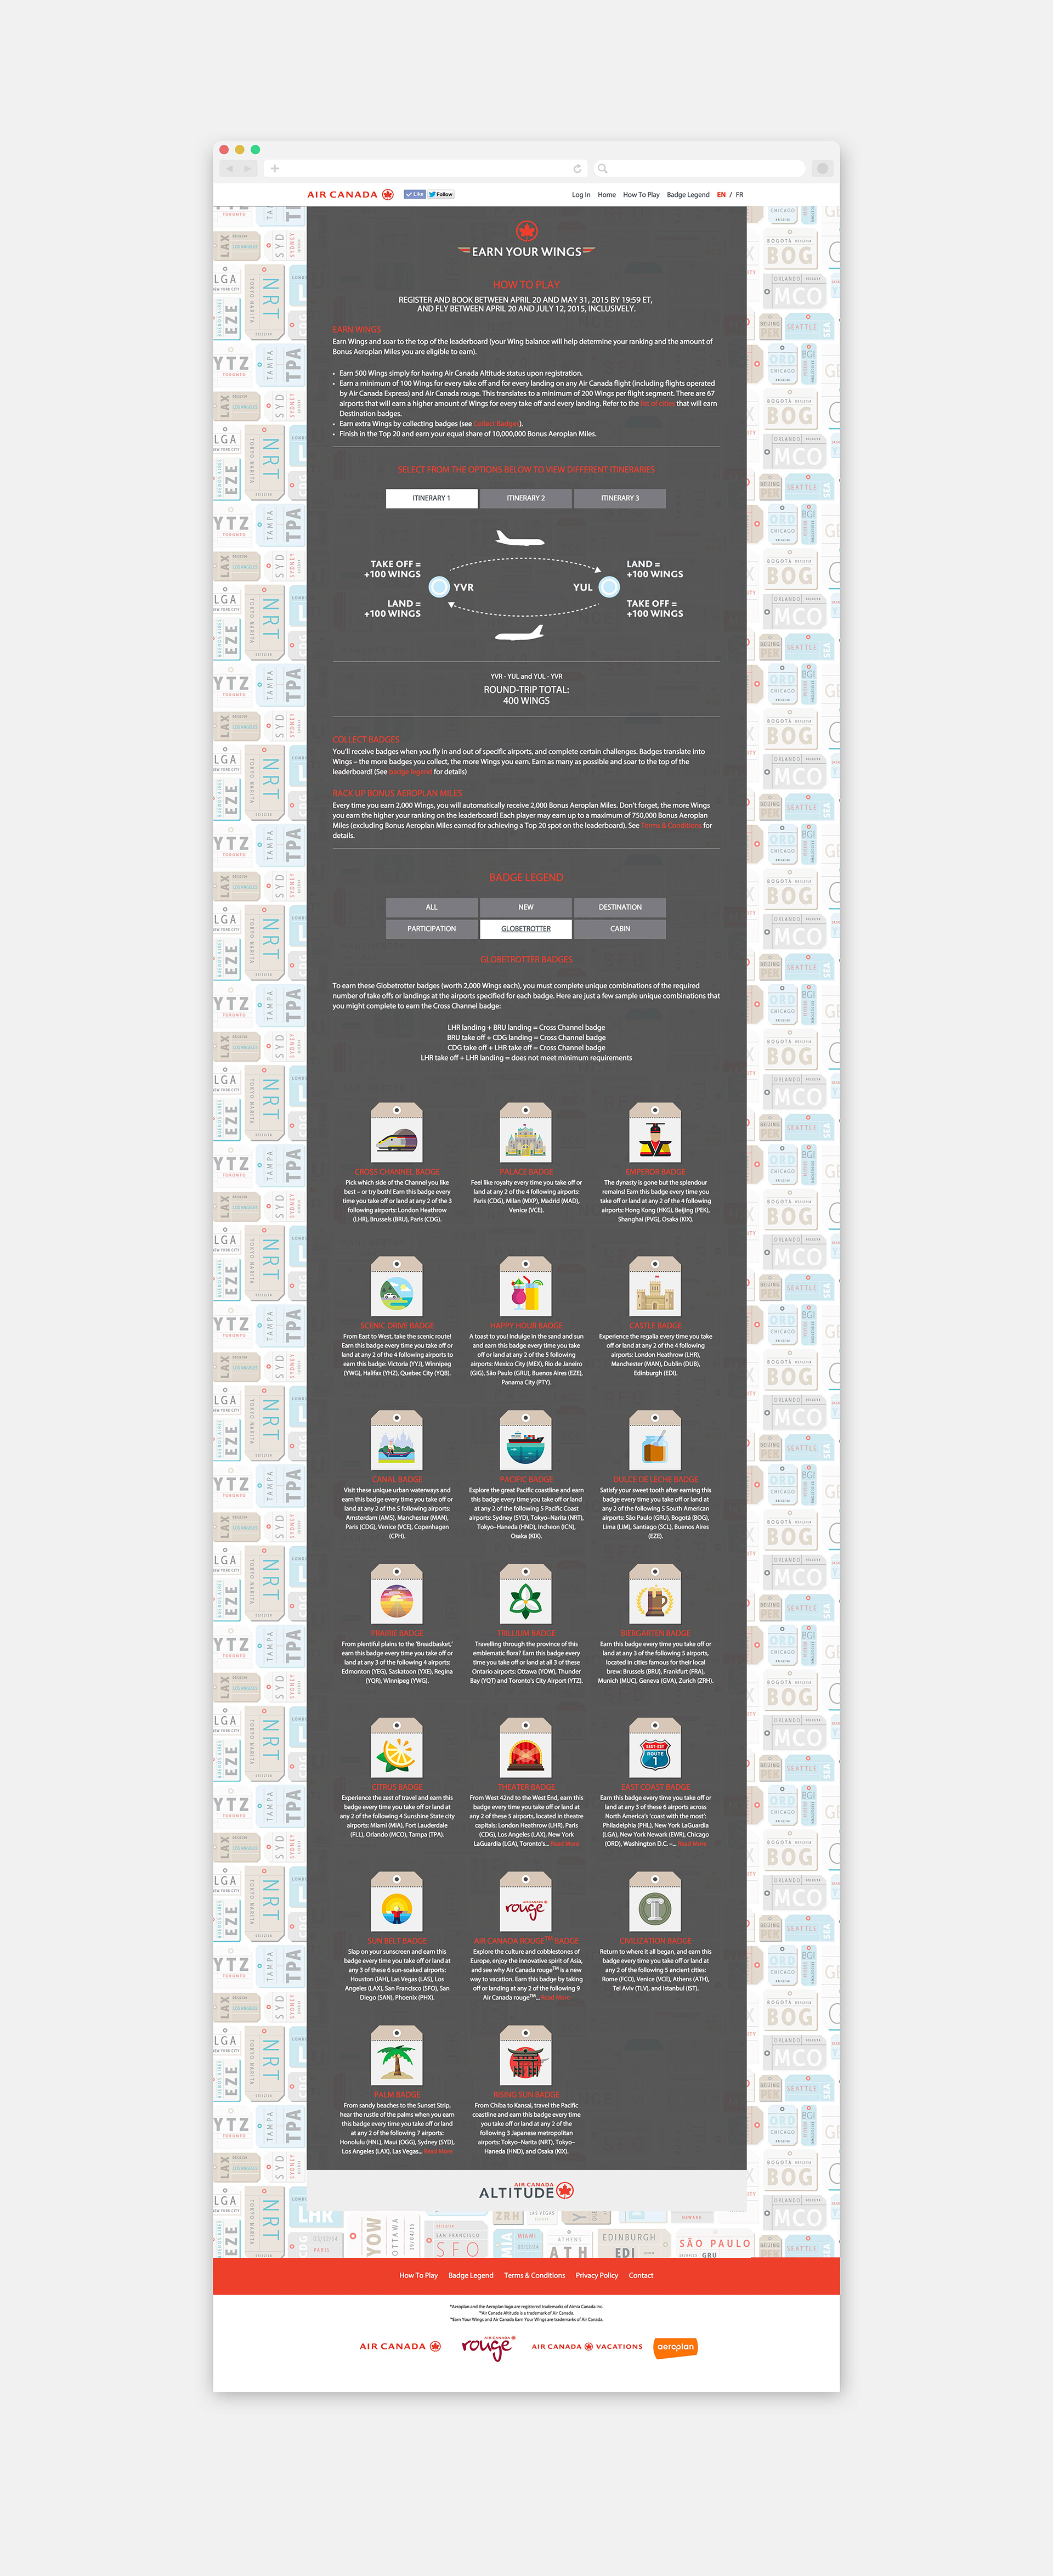 AIR CANADA
Like
Follow
Log In Home How To Play Badge Legend EN / FR
EARN YOUR WINGS
HOW TO PLAY
REGISTER AND BOOK BETWEEN APRIL 20 AND MAY 31, 2015 BY 19:59 ET,
AND FLY BETWEEN APRIL 20 AND JULY 12, 2015, INCLUSIVELY.
EARN WINGS
Earn Wings and soar to the top of the leaderboard (your Wing balance will help determine your ranking and the amount of
Bonus Aeroplan Miles you are eligible to earn).
• Earn 500 Wings simply for having Air Canada Altitude status upon registration.
• Earn a minimum of 100 Wings for every take off and for every landing on any Air Canada flight (including flights operated
by Air Canada Express) and Air Canada rouge. This translates to a minimum of 200 Wings per flight segment. There are 67
airports that will earn a higher amount of Wings for every take off and every landing. Refer to the list of cities that will earn
Destination badges.
• Earn extra Wings by collecting badges (see Collect Badges).
• Finish in the Top 20 and earn your equal share of 10,000,000 Bonus Aeroplan Miles.
SELECT FROM THE OPTIONS BELOW TO VIEW DIFFERENT ITINERARIES
ITINERARY 1 ITINERARY 2 ITINERARY 3
TAKE OFF =
+100 WINGS
LAND =
+100 WINGS
YVR
YUL
LAND =
+100 WINGS
TAKE OFF =
+100 WINGS
YVR - YUL and YUL - YVR
ROUND-TRIP TOTAL:
400 WINGS
COLLECT BADGES
You'll receive badges when you fly in and out of specific airports, and complete certain challenges. Badges translate into
Wings – the more badges you collect, the more Wings you earn. Earn as many as possible and soar to the top of the
leaderboard! (See badge legend for details)
RACK UP BONUS AEROPLAN MILES
Every time you earn 2,000 Wings, you will automatically receive 2,000 Bonus Aeroplan Miles. Don't forget, the more Wings
you earn the higher your ranking on the leaderboard! Each player may earn up to a maximum of 750,000 Bonus Aeroplan
Miles (excluding Bonus Aeroplan Miles earned for achieving a Top 20 spot on the leaderboard). See Terms & Conditions for
details.
BADGE LEGEND
ALL NEW DESTINATION
PARTICIPATION GLOBETROTTER CABIN
GLOBETROTTER BADGES
To earn these Globetrotter badges (worth 2,000 Wings each), you must complete unique combinations of the required
number of take offs or landings at the airports specified for each badge. Here are just a few sample unique combinations that
you might complete to earn the Cross Channel badge:
LHR landing + BRU landing = Cross Channel badge
BRU take off + CDG landing = Cross Channel badge
CDG take off + LHR take off = Cross Channel badge
LHR take off + LHR landing = does not meet minimum requirements
CROSS CHANNEL BADGE
Pick which side of the Channel you like
best – or try both! Earn this badge every
time you take off or land at any 2 of the 3
following airports: London Heathrow
(LHR), Brussels (BRU), Paris (CDG).
PALACE BADGE
Feel like royalty every time you take off or
land at any 2 of the 4 following airports:
Paris (CDG), Milan (MXP), Madrid (MAD),
Venice (VCE).
EMPEROR BADGE
The dynasty is gone but the splendour
remains! Earn this badge every time you
take off or land at any 2 of the 4 following
airports: Hong Kong (HKG), Beijing (PEK),
Shanghai (PVG), Osaka (KIX).
SCENIC DRIVE BADGE
From East to West, take the scenic route!
Earn this badge every time you take off or
land at any 2 of the 4 following airports to
earn this badge: Victoria (YYJ), Winnipeg
(YWG), Halifax (YHZ), Quebec City (YQB).
HAPPY HOUR BADGE
A toast to you! Indulge in the sand and sun
and earn this badge every time you take
off or land at any 2 of the 5 following
airports: Mexico City (MEX), Rio de Janeiro
(GIG), São Paulo (GRU), Buenos Aires (EZE),
Panama City (PTY).
CASTLE BADGE
Experience the regalia every time you take
off or land at any 2 of the 4 following
airports: London Heathrow (LHR),
Manchester (MAN), Dublin (DUB),
Edinburgh (EDI).
CANAL BADGE
Visit these unique urban waterways and
earn this badge every time you take off or
land at any 2 of the 5 following airports:
Amsterdam (AMS), Manchester (MAN),
Paris (CDG), Venice (VCE), Copenhagen
(CPH).
PACIFIC BADGE
Explore the great Pacific coastline and earn
this badge every time you take off or land
at any 2 of the following 5 Pacific Coast
airports: Sydney (SYD), Tokyo–Narita (NRT),
Tokyo–Haneda (HND), Incheon (ICN),
Osaka (KIX).
DULCE DE LECHE BADGE
Satisfy your sweet tooth after earning this
badge every time you take off or land at
any 2 of the following 5 South American
airports: São Paulo (GRU), Bogotá (BOG),
Lima (LIM), Santiago (SCL), Buenos Aires
(EZE).
PRAIRIE BADGE
From plentiful plains to the 'Breadbasket,'
earn this badge every time you take off or
land at any 3 of the following 4 airports:
Edmonton (YEG), Saskatoon (YXE), Regina
(YQR), Winnipeg (YWG).
TRILLIUM BADGE
Travelling through the province of this
emblematic flora? Earn this badge every
time you take off or land at all 3 of these
Ontario airports: Ottawa (YOW), Thunder
Bay (YQT) and Toronto's City Airport (YTZ).
BIERGARTEN BADGE
Earn this badge every time you take off or
land at any 3 of the following 5 airports,
located in cities famous for their local
brew: Brussels (BRU), Frankfurt (FRA),
Munich (MUC), Geneva (GVA), Zurich (ZRH).
EAST-EST
ROUTE
1
CITRUS BADGE
Experience the zest of travel and earn this
badge every time you take off or land at
any 2 of the following 4 Sunshine State city
airports: Miami (MIA), Fort Lauderdale
(FLL), Orlando (MCO), Tampa (TPA).
THEATER BADGE
From West 42nd to the West End, earn this
badge every time you take off or land at
any 2 of these 5 airports, located in theatre
capitals: London Heathrow (LHR), Paris
(CDG), Los Angeles (LAX), New York
LaGuardia (LGA), Toronto's... Read More
EAST COAST BADGE
Earn this badge every time you take off or
land at any 3 of these 6 airports across
North America's 'coast with the most':
Philadelphia (PHL), New York LaGuardia
(LGA), New York Newark (EWR), Chicago
(ORD), Washington D.C. –... Read More
AIR CANADA
rouge
SUN BELT BADGE
Slap on your sunscreen and earn this
badge every time you take off or land at
any 3 of these 6 sun-soaked airports:
Houston (IAH), Las Vegas (LAS), Los
Angeles (LAX), San Francisco (SFO), San
Diego (SAN), Phoenix (PHX).
AIR CANADA ROUGE™ BADGE
Explore the culture and cobblestones of
Europe, enjoy the innovative spirit of Asia,
and see why Air Canada rouge™ is a new
way to vacation. Earn this badge by taking
off or landing at any 2 of the following 9
Air Canada rouge™... Read More
CIVILIZATION BADGE
Return to where it all began, and earn this
badge every time you take off or land at
any 2 of the following 5 ancient cities:
Rome (FCO), Venice (VCE), Athens (ATH),
Tel Aviv (TLV), and Istanbul (IST).
PALM BADGE
From sandy beaches to the Sunset Strip,
hear the rustle of the palms when you earn
this badge every time you take off or land
at any 2 of the following 7 airports:
Honolulu (HNL), Maui (OGG), Sydney (SYD),
Los Angeles (LAX), Las Vegas... Read More
RISING SUN BADGE
From Chiba to Kansai, travel the Pacific
coastline and earn this badge every time
you take off or land at any 2 of the
following 3 Japanese metropolitan
airports: Tokyo–Narita (NRT), Tokyo–
Haneda (HND), and Osaka (KIX).
AIR CANADA
ALTITUDE
How To Play Badge Legend Terms & Conditions Privacy Policy Contact
®Aeroplan and the Aeroplan logo are registered trademarks of Aimia Canada Inc.
™Air Canada Altitude is a trademark of Air Canada.
™Earn Your Wings and Air Canada Earn Your Wings are trademarks of Air Canada.
AIR CANADA
AIR CANADA
rouge
AIR CANADA VACATIONS
aeroplan